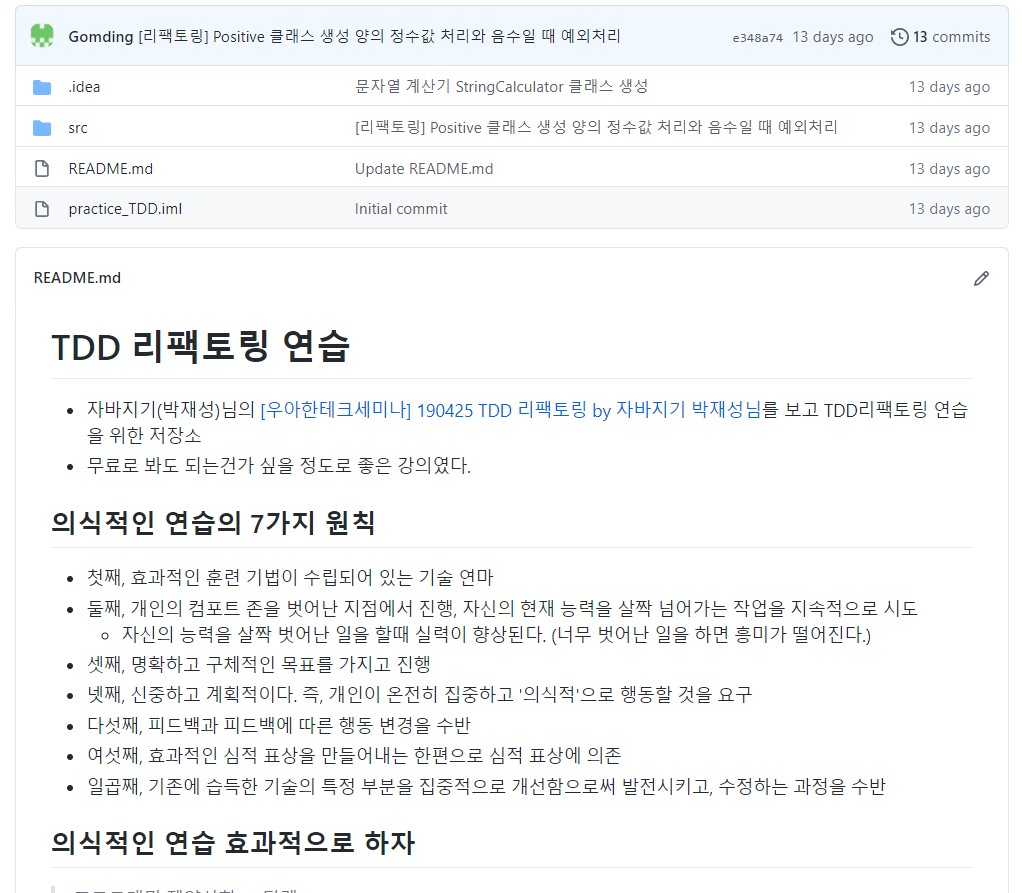 Gomding [리팩토링] Positive 클래스 생성 양의 정수값 처리와 음수일 때 예외처리 e348a74 13 days ago 13 commits
.idea 문자열 계산기 StringCalculator 클래스 생성 13 days ago
src [리팩토링] Positive 클래스 생성 양의 정수값 처리와 음수일 때 예외처리 13 days ago
README.md Update README.md 13 days ago
practice_TDD.iml Initial commit 13 days ago
README.md
TDD 리팩토링 연습
자바지기(박재성)님의 [우아한테크세미나] 190425 TDD 리팩토링 by 자바지기 박재성님를 보고 TDD리팩토링 연습
을 위한 저장소
무료로 봐도 되는건가 싶을 정도로 좋은 강의였다.
의식적인 연습의 7가지 원칙
첫째, 효과적인 훈련 기법이 수립되어 있는 기술 연마
둘째, 개인의 컴포트 존을 벗어난 지점에서 진행, 자신의 현재 능력을 살짝 넘어가는 작업을 지속적으로 시도
자신의 능력을 살짝 벗어난 일을 할때 실력이 향상된다. (너무 벗어난 일을 하면 흥미가 떨어진다.)
셋째, 명확하고 구체적인 목표를 가지고 진행
넷째, 신중하고 계획적이다. 즉, 개인이 온전히 집중하고 '의식적'으로 행동할 것을 요구
다섯째, 피드백과 피드백에 따른 행동 변경을 수반
여섯째, 효과적인 심적 표상을 만들어내는 한편으로 심적 표상에 의존
일곱째, 기존에 습득한 기술의 특정 부분을 집중적으로 개선함으로써 발전시키고, 수정하는 과정을 수반
의식적인 연습 효과적으로 하자